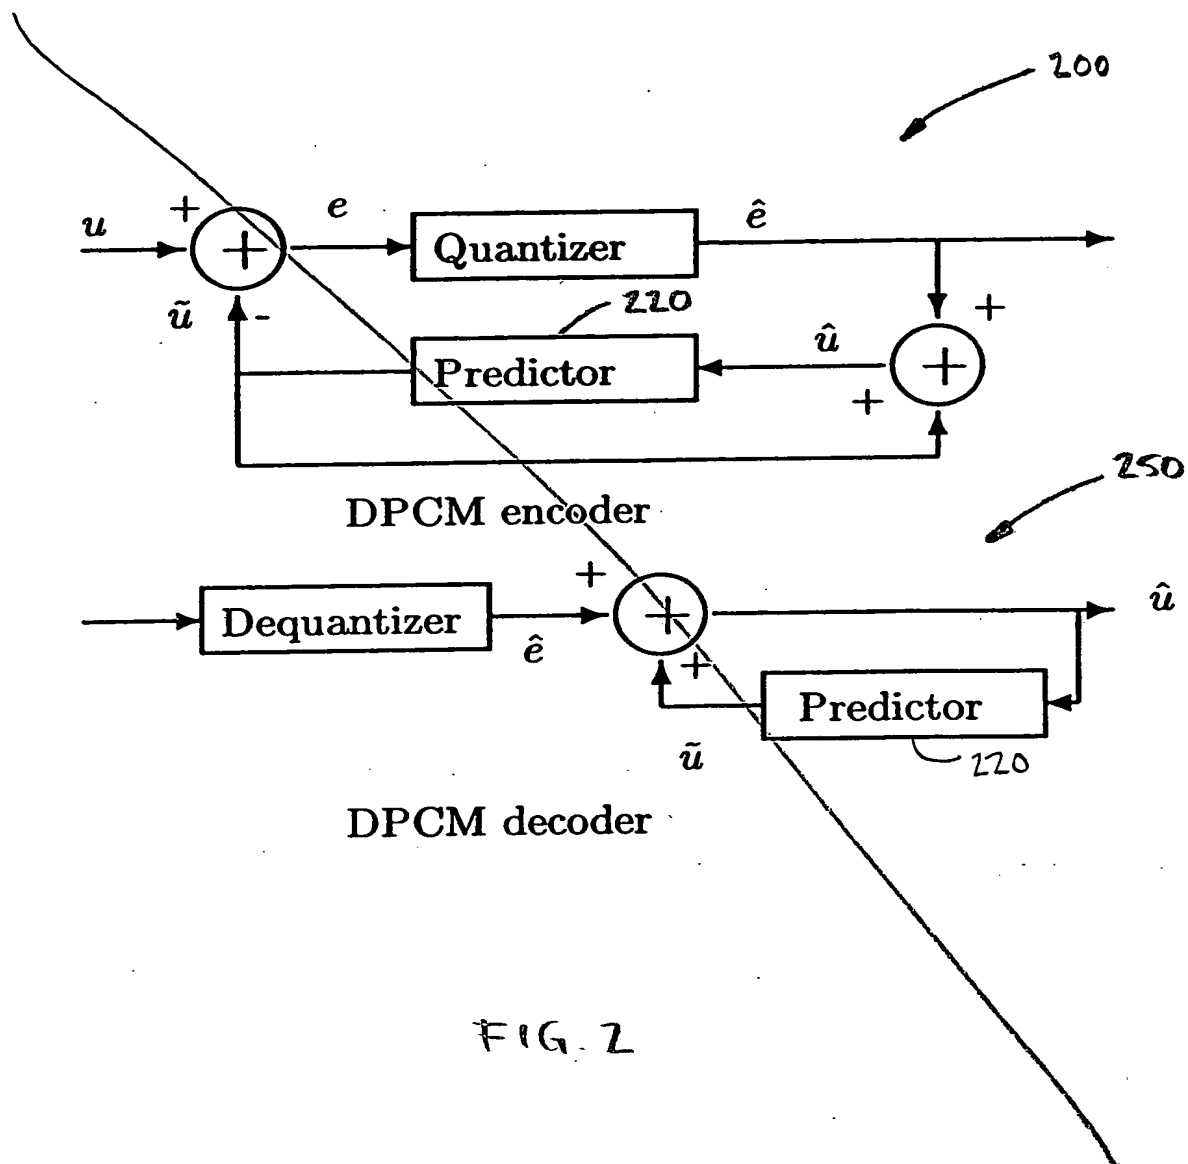 200
u + + e Quantizer ê
ũ - 220 +
Predictor û + +
DPCM encoder
250
Dequantizer ê + + û
+
ũ Predictor
220
DPCM decoder
FIG. 2